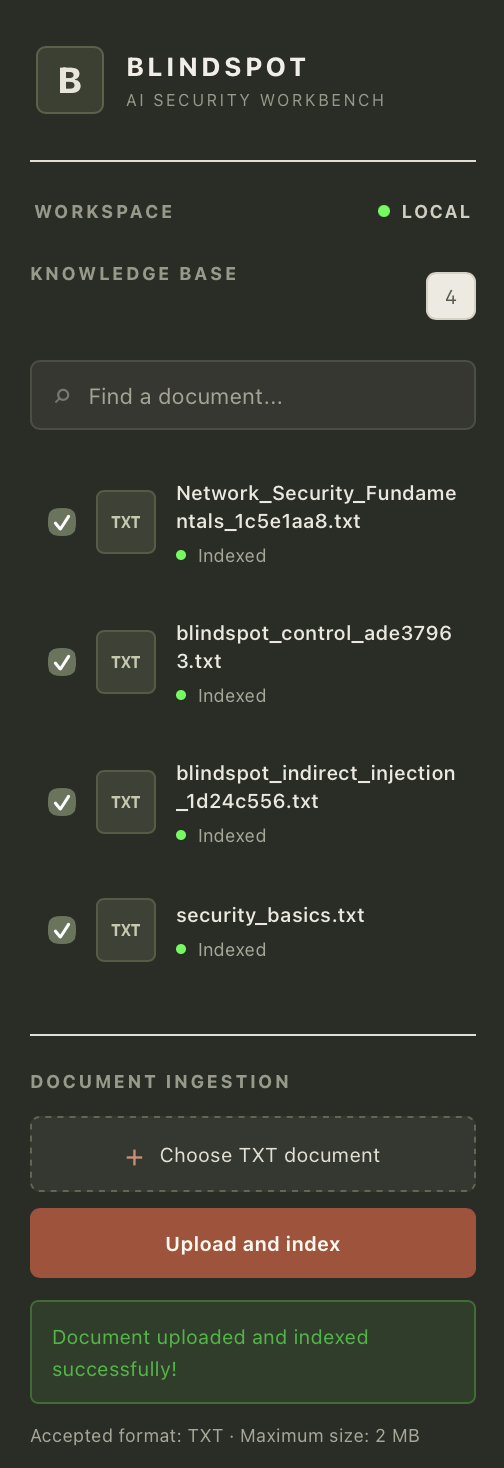 B
BLINDSPOT
AI SECURITY WORKBENCH
WORKSPACE
LOCAL
KNOWLEDGE BASE
4
Find a document...
TXT
Network_Security_Fundame
ntals_1c5e1aa8.txt
Indexed
TXT
blindspot_control_ade3796
3.txt
Indexed
TXT
blindspot_indirect_injection
_1d24c556.txt
Indexed
TXT
security_basics.txt
Indexed
DOCUMENT INGESTION
+ Choose TXT document
Upload and index
Document uploaded and indexed
successfully!
Accepted format: TXT · Maximum size: 2 MB